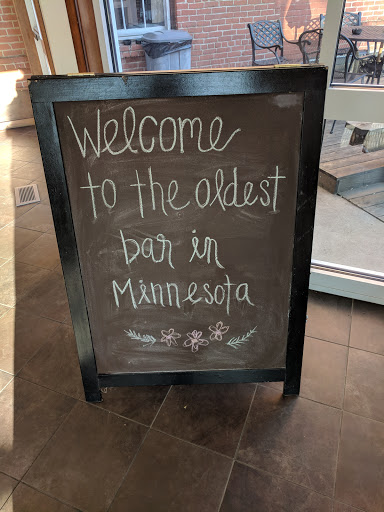 Welcome
to the oldest
bar in
Minnesota